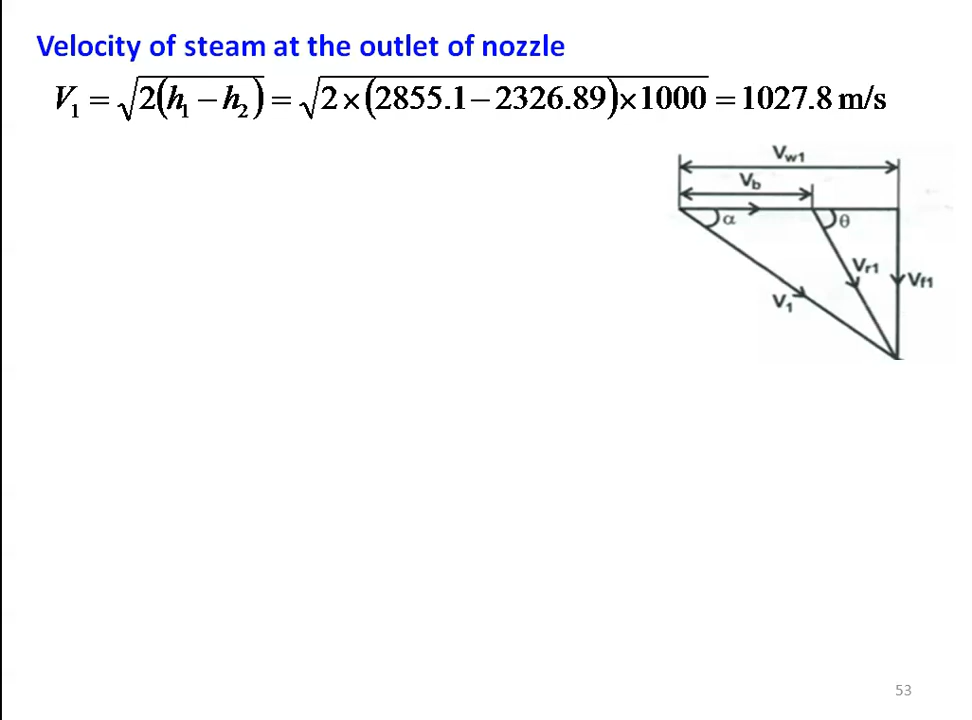 Velocity of steam at the outlet of nozzle
V₁ = √2(h₁ − h₂) = √2×(2855.1−2326.89)×1000 = 1027.8 m/s
Vw1
Vb
α
θ
Vr1
Vf1
V1
53